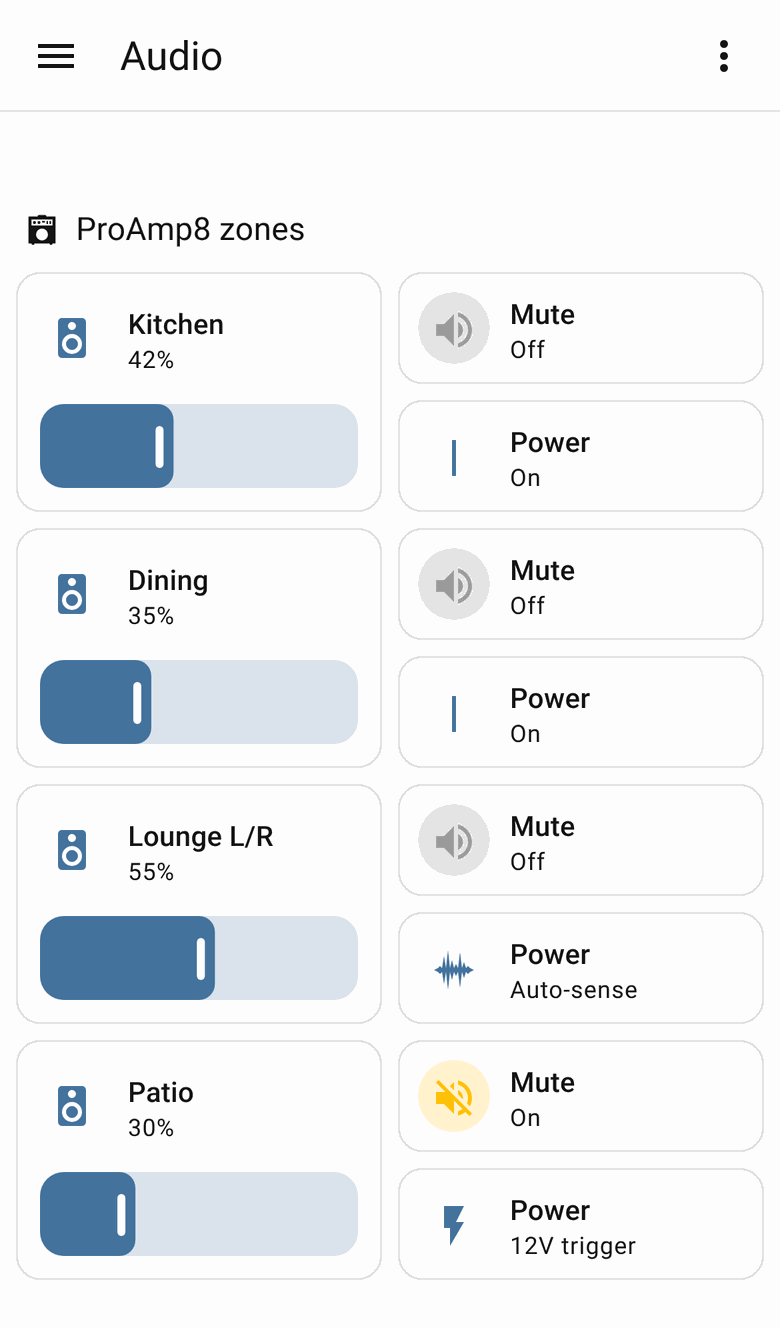 Audio
ProAmp8 zones
Kitchen
42%
Mute
Off
Power
On
Dining
35%
Mute
Off
Power
On
Lounge L/R
55%
Mute
Off
Power
Auto-sense
Patio
30%
Mute
On
Power
12V trigger